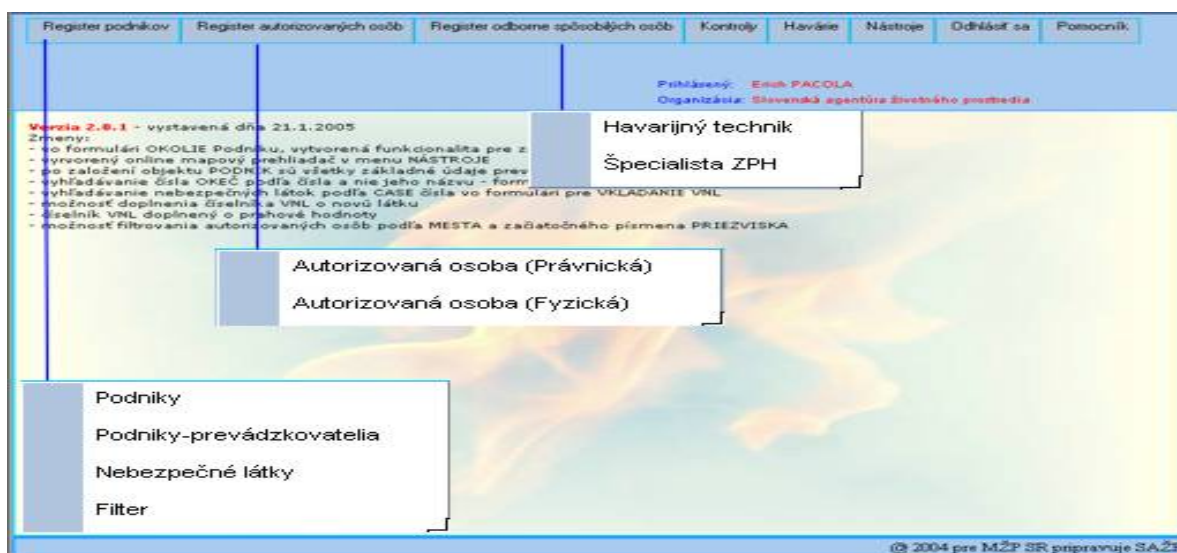 Register podnikov Register autorizovaných osôb Register odborne spôsobilých osôb Kontroly Havárie Nástroje Odhlásiť sa Pomocník
Prihlásený: Erich PACOLA
Organizácia: Slovenská agentúra životného prostredia
Verzia 2.0.1 - vystavená dňa 21.1.2005
Zmeny:
- vo formulári OKOLIE Podniku, vytvorená funkcionalita pre z
- vyrvorený online mapový prehliadač v menu NÁSTROJE
- po založení objektu PODNIK sú všetky základné údaje prev
- vyhľadávanie čísla OKEČ podľa čísla a nie jeho názvu - form
- vyhľadávanie nebezpečných látok podľa CASE čísla vo formulári pre VKLADANIE VNL
- možnosť doplnenia číselníka VNL o novú látku
- číselník VNL doplnený o prahové hodnoty
- možnosť filtrovania autorizovaných osôb podľa MESTA a začiatočného písmena PRIEZVISKA
Havarijný technik
Špecialista ZPH
Autorizovaná osoba (Právnická)
Autorizovaná osoba (Fyzická)
Podniky
Podniky-prevádzkovatelia
Nebezpečné látky
Filter
@ 2004 pre MŽP SR pripravuje SAŽP